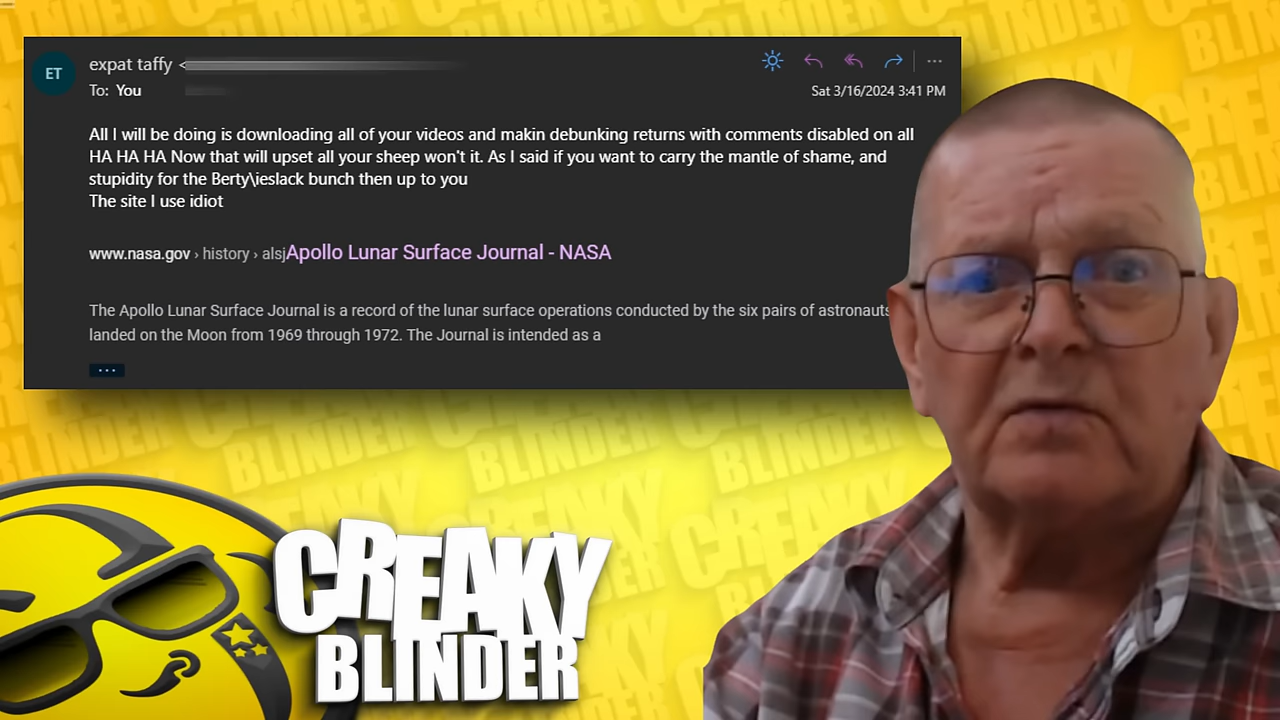 expat taffy <
ET
To: You
Sat 3/16/2024 3:41 PM
All I will be doing is downloading all of your videos and makin debunking returns with comments disabled on all
HA HA HA Now that will upset all your sheep won't it. As I said if you want to carry the mantle of shame, and
stupidity for the Berty\ieslack bunch then up to you
The site I use idiot
www.nasa.gov › history › alsjApollo Lunar Surface Journal - NASA
The Apollo Lunar Surface Journal is a record of the lunar surface operations conducted by the six pairs of astronauts
landed on the Moon from 1969 through 1972. The Journal is intended as a
...
CREAKY
BLINDER